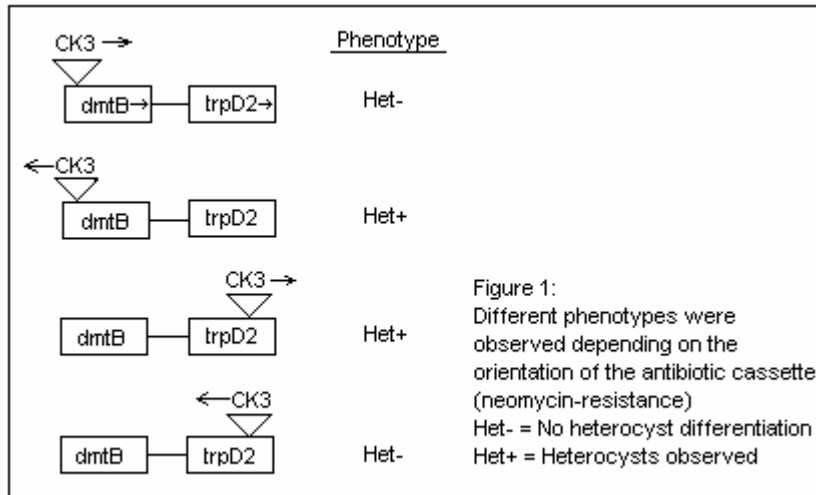 CK3 → Phenotype
dmtB→ trpD2→ Het-
←CK3
dmtB trpD2 Het+
CK3 →
dmtB trpD2 Het+
←CK3
dmtB trpD2 Het-
Figure 1:
Different phenotypes were
observed depending on the
orientation of the antibiotic cassette
(neomycin-resistance)
Het- = No heterocyst differentiation
Het+ = Heterocysts observed